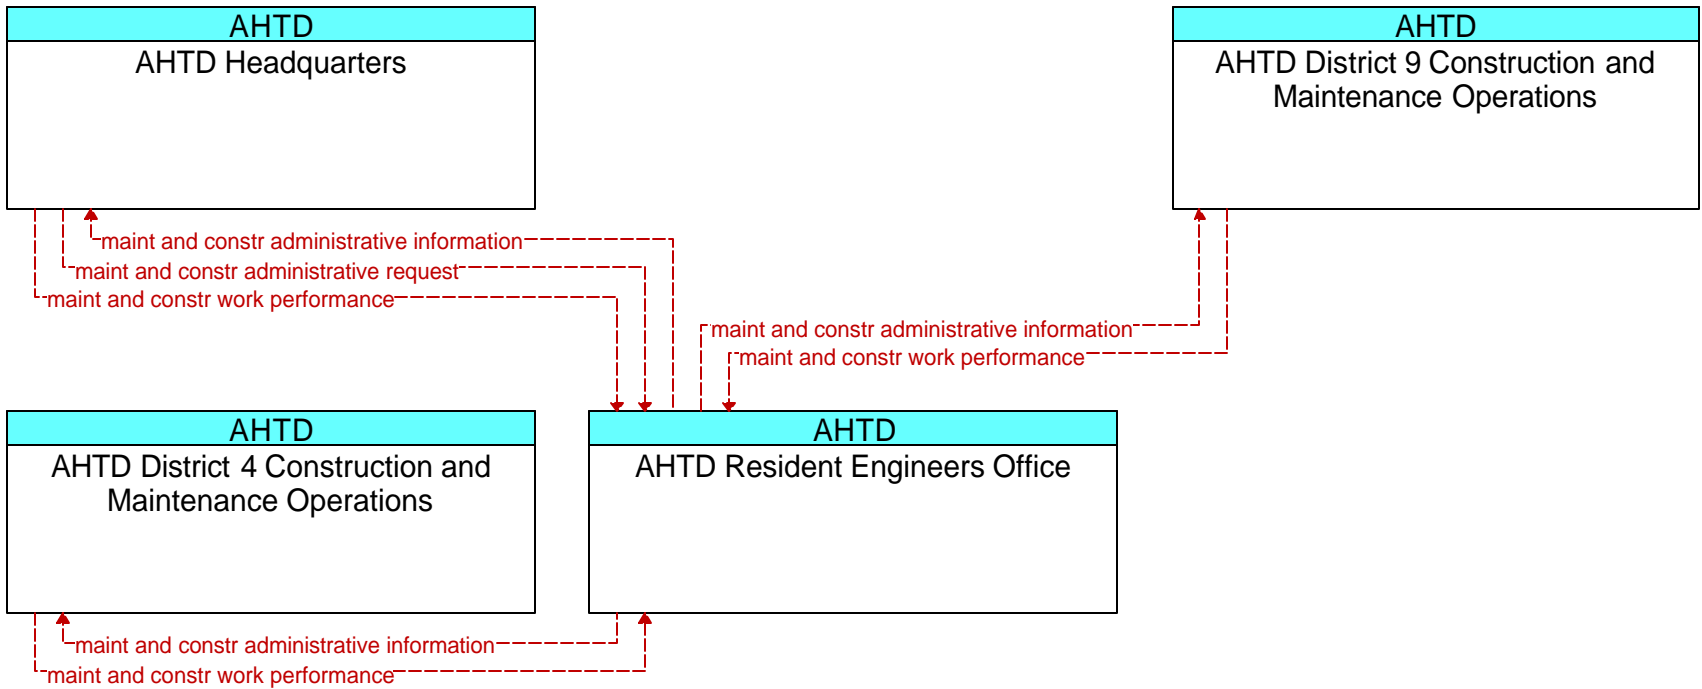 AHTD
AHTD Headquarters
AHTD
AHTD District 9 Construction and
Maintenance Operations
maint and constr administrative information
maint and constr administrative request
maint and constr work performance
maint and constr administrative information
maint and constr work performance
AHTD
AHTD District 4 Construction and
Maintenance Operations
AHTD
AHTD Resident Engineers Office
maint and constr administrative information
maint and constr work performance